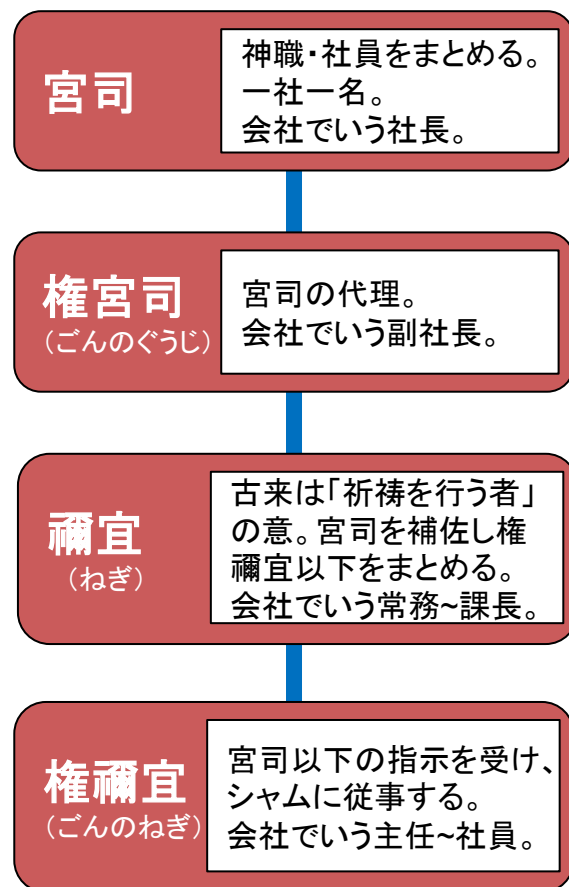 宮司
神職・社員をまとめる。
一社一名。
会社でいう社長。
権宮司
（ごんのぐうじ）
宮司の代理。
会社でいう副社長。
禰宜
（ねぎ）
古来は「祈祷を行う者」
の意。宮司を補佐し権
禰宜以下をまとめる。
会社でいう常務~課長。
権禰宜
（ごんのねぎ）
宮司以下の指示を受け、
シャムに従事する。
会社でいう主任~社員。